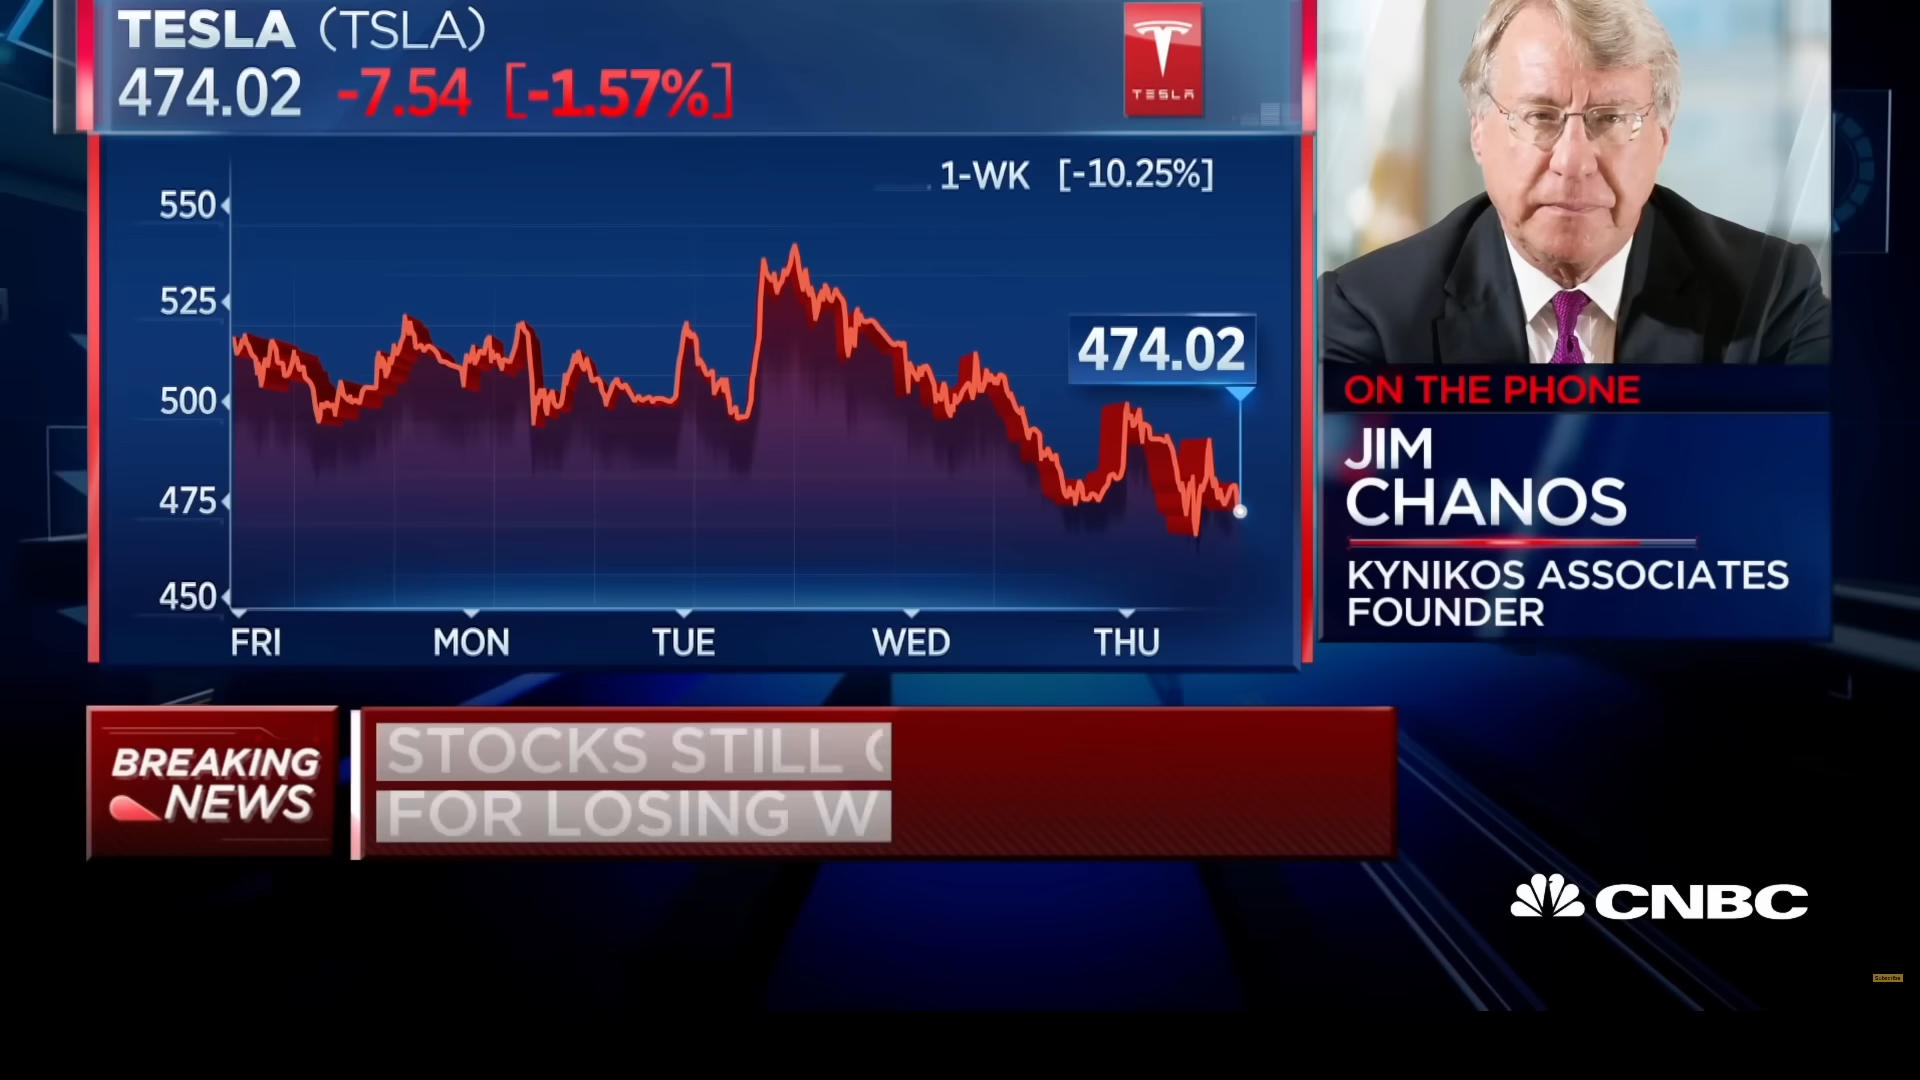 TESLA (TSLA)
474.02 -7.54 [-1.57%]
TESLA
1-WK [-10.25%]
550
525
500
475
450
474.02
FRI MON TUE WED THU
ON THE PHONE
JIM
CHANOS
KYNIKOS ASSOCIATES
FOUNDER
BREAKING
NEWS
STOCKS STILL
FOR LOSING W
CNBC
Subscribe